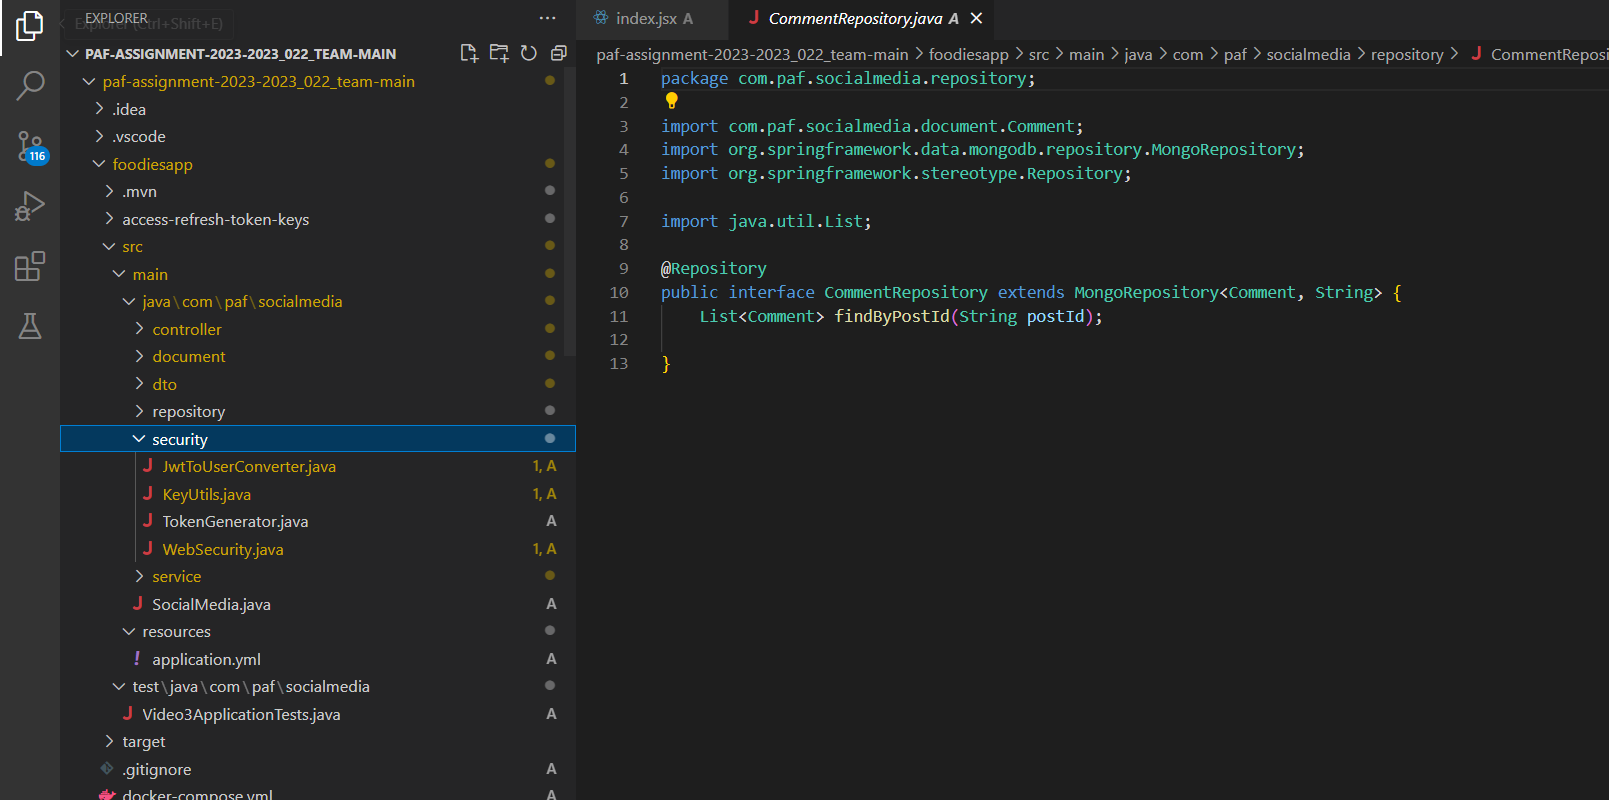 EXPLORER
Explorer (Ctrl+Shift+E)
PAF-ASSIGNMENT-2023-2023_022_TEAM-MAIN
paf-assignment-2023-2023_022_team-main
.idea
.vscode
116
foodiesapp
.mvn
access-refresh-token-keys
src
main
java\com\paf\socialmedia
controller
document
dto
repository
security
J JwtToUserConverter.java 1, A
J KeyUtils.java 1, A
J TokenGenerator.java A
J WebSecurity.java 1, A
service
J SocialMedia.java A
resources
! application.yml A
test\java\com\paf\socialmedia
J Video3ApplicationTests.java A
target
.gitignore A
docker-compose.yml A
index.jsx A
J CommentRepository.java A
paf-assignment-2023-2023_022_team-main > foodiesapp > src > main > java > com > paf > socialmedia > repository > J CommentReposi
1 package com.paf.socialmedia.repository;
2
3 import com.paf.socialmedia.document.Comment;
4 import org.springframework.data.mongodb.repository.MongoRepository;
5 import org.springframework.stereotype.Repository;
6
7 import java.util.List;
8
9 @Repository
10 public interface CommentRepository extends MongoRepository<Comment, String> {
11 List<Comment> findByPostId(String postId);
12
13 }